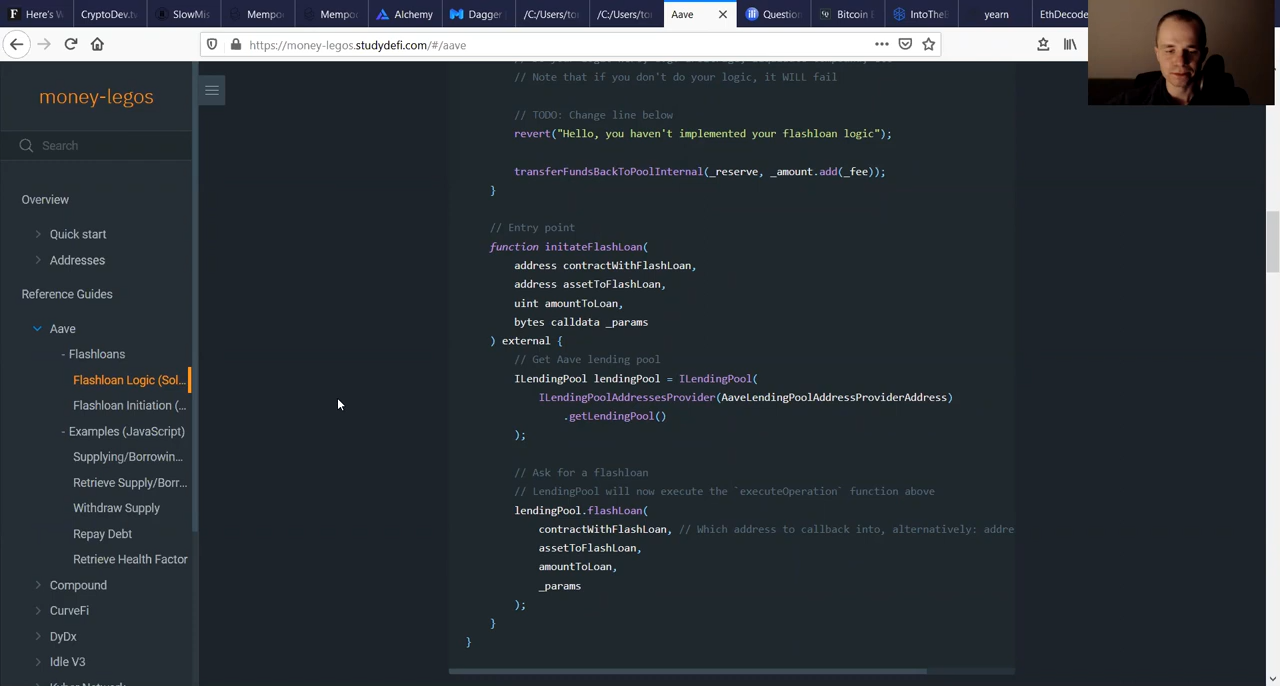 Here's W
CryptoDev.tv
SlowMis
Mempo
Mempo
Alchemy
Dagger
/C:/Users/tor
/C:/Users/tor
Aave
Question
Bitcoin
IntoTheB
yearn
EthDecode
https://money-legos.studydefi.com/#/aave
money-legos
Search
Overview
Quick start
Addresses
Reference Guides
Aave
- Flashloans
Flashloan Logic (Sol...
Flashloan Initiation (...
- Examples (JavaScript)
Supplying/Borrowin...
Retrieve Supply/Borr...
Withdraw Supply
Repay Debt
Retrieve Health Factor
Compound
CurveFi
DyDx
Idle V3
Kyber Network
// Note that if you don't do your logic, it WILL fail
// TODO: Change line below
revert("Hello, you haven't implemented your flashloan logic");
transferFundsBackToPoolInternal(_reserve, _amount.add(_fee));
}
// Entry point
function initateFlashLoan(
address contractWithFlashLoan,
address assetToFlashLoan,
uint amountToLoan,
bytes calldata _params
) external {
// Get Aave lending pool
ILendingPool lendingPool = ILendingPool(
ILendingPoolAddressesProvider(AaveLendingPoolAddressProviderAddress)
.getLendingPool()
);
// Ask for a flashloan
// LendingPool will now execute the `executeOperation` function above
lendingPool.flashLoan(
contractWithFlashLoan, // Which address to callback into, alternatively: addre
assetToFlashLoan,
amountToLoan,
_params
);
}
}